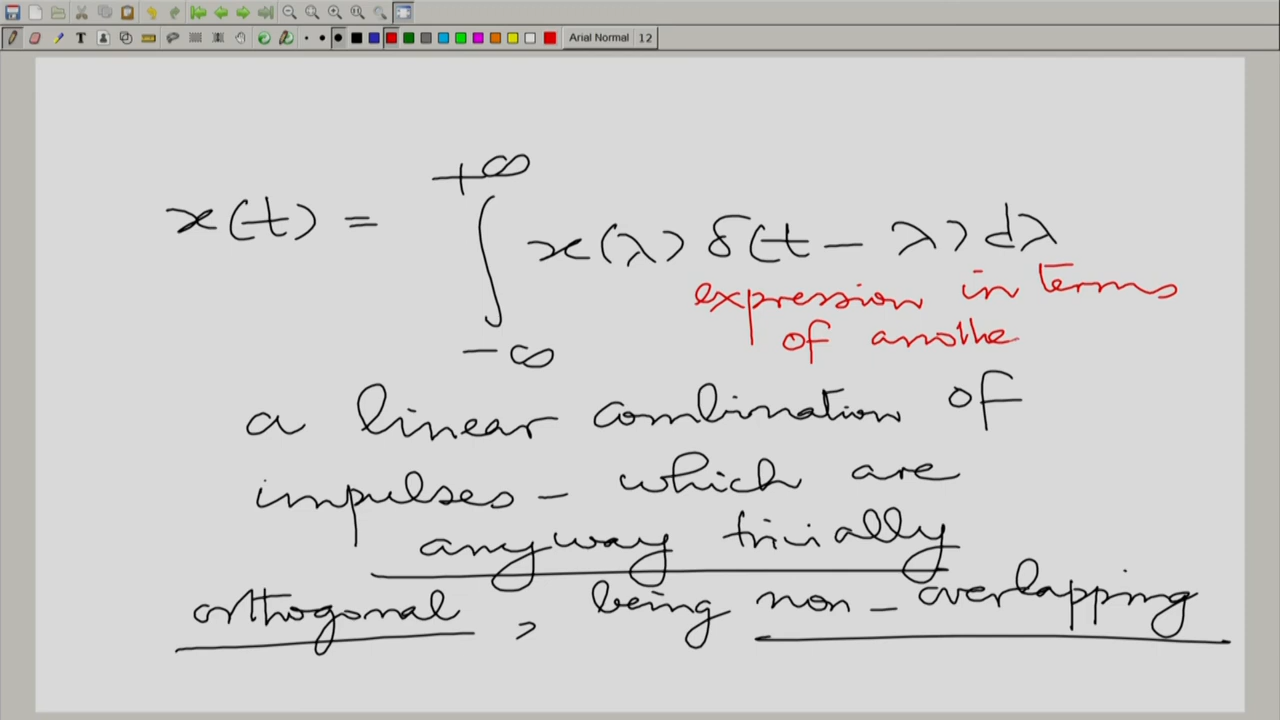 Arial Normal 12
+∞
x(t) = ∫ x(λ) δ(t - λ) dλ
-∞
expression in terms
of anothe
a linear combination of
impulses - which are
anyway trivially
orthogonal, being non-overlapping